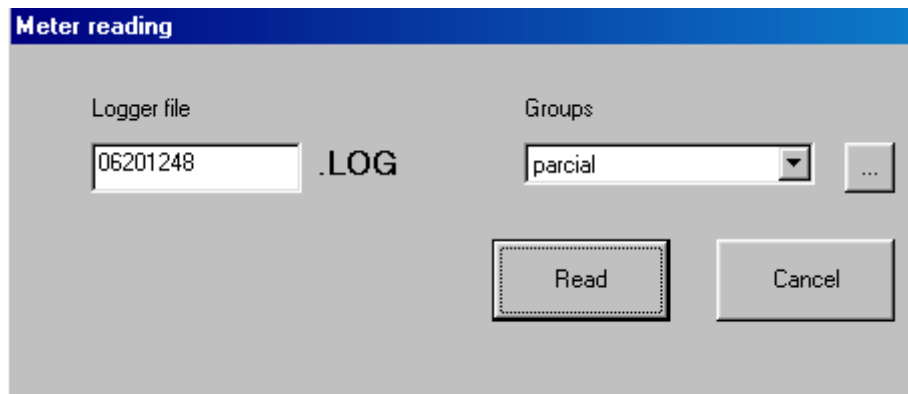 Meter reading
Logger file
Groups
06201248 .LOG
parcial
...
Read
Cancel